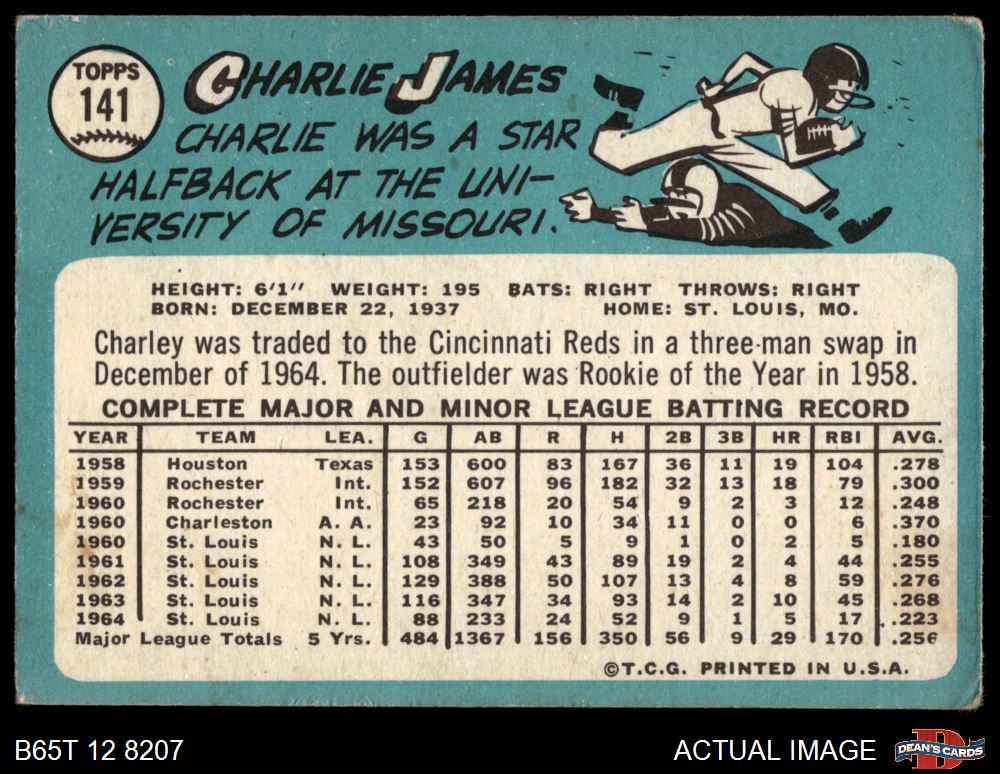 TOPPS
141
CHARLIE JAMES
CHARLIE WAS A STAR
HALFBACK AT THE UNI-
VERSITY OF MISSOURI.
HEIGHT: 6'1" WEIGHT: 195 BATS: RIGHT THROWS: RIGHT
BORN: DECEMBER 22, 1937 HOME: ST. LOUIS, MO.
Charley was traded to the Cincinnati Reds in a three-man swap in
December of 1964. The outfielder was Rookie of the Year in 1958.
COMPLETE MAJOR AND MINOR LEAGUE BATTING RECORD
YEAR TEAM LEA. G AB R H 2B 3B HR RBI AVG.
1958 Houston Texas 153 600 83 167 36 11 19 104 .278
1959 Rochester Int. 152 607 96 182 32 13 18 79 .300
1960 Rochester Int. 65 218 20 54 9 2 3 12 .248
1960 Charleston A. A. 23 92 10 34 11 0 0 6 .370
1960 St. Louis N. L. 43 50 5 9 1 0 2 5 .180
1961 St. Louis N. L. 108 349 43 89 19 2 4 44 .255
1962 St. Louis N. L. 129 388 50 107 13 4 8 59 .276
1963 St. Louis N. L. 116 347 34 93 14 2 10 45 .268
1964 St. Louis N. L. 88 233 24 52 9 1 5 17 .223
Major League Totals 5 Yrs. 484 1367 156 350 56 9 29 170 .256
©T.C.G. PRINTED IN U.S.A.
B65T 12 8207 ACTUAL IMAGE DEAN'S CARDS